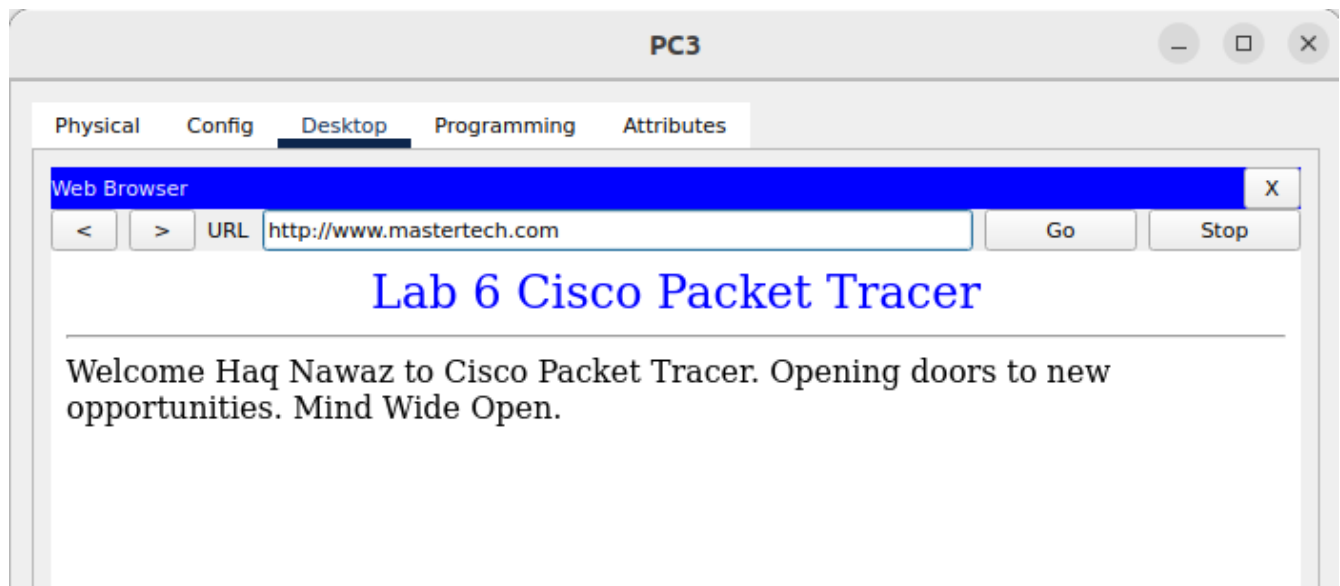 PC3
Physical Config Desktop Programming Attributes
Web Browser X
< > URL http://www.mastertech.com Go Stop
Lab 6 Cisco Packet Tracer
Welcome Haq Nawaz to Cisco Packet Tracer. Opening doors to new
opportunities. Mind Wide Open.